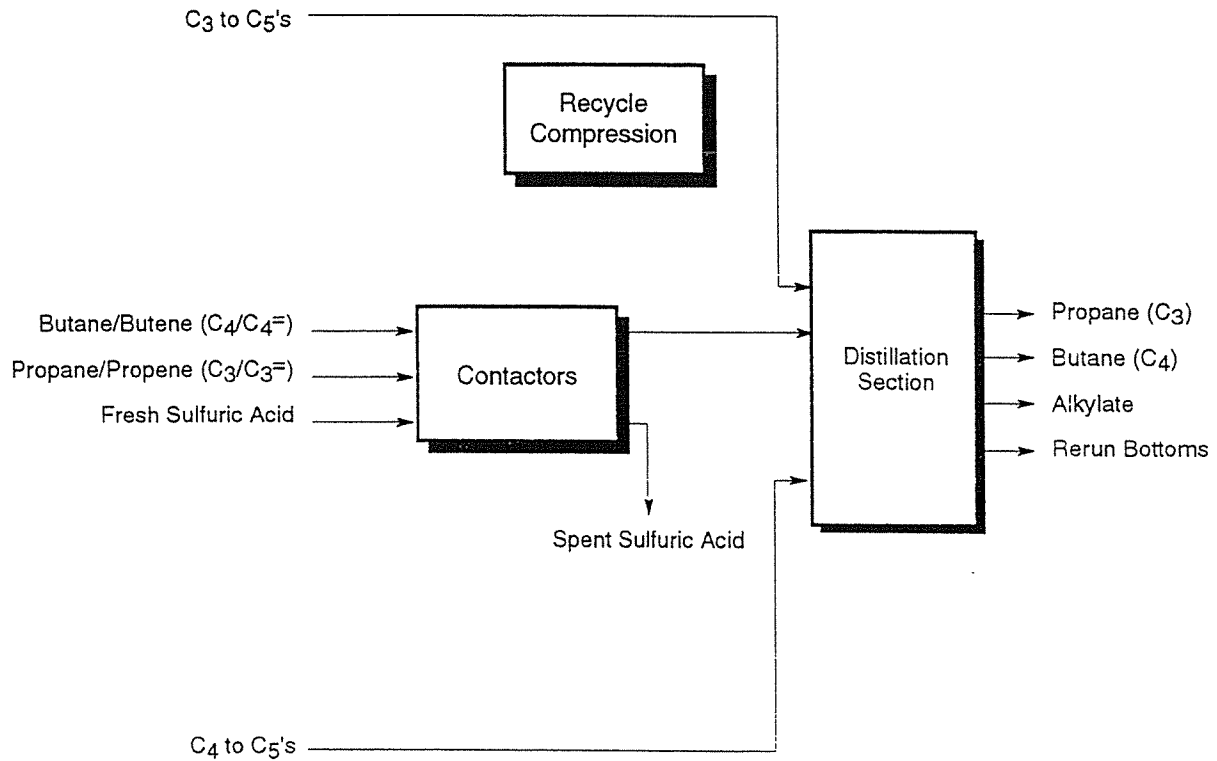 C3 to C5's
Recycle
Compression
Butane/Butene (C4/C4=)
Propane/Propene (C3/C3=)
Fresh Sulfuric Acid
Contactors
Spent Sulfuric Acid
Distillation
Section
Propane (C3)
Butane (C4)
Alkylate
Rerun Bottoms
C4 to C5's